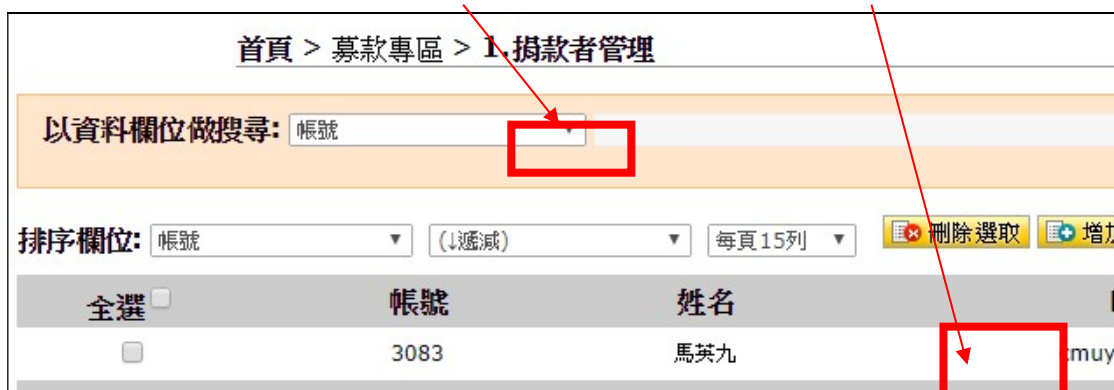 首頁 > 募款專區 > 1.捐款者管理
以資料欄位做搜尋: 帳號
排序欄位: 帳號 (↓遞減) 每頁15列 刪除選取 增加
全選 帳號 姓名
3083 馬英九 cmuy